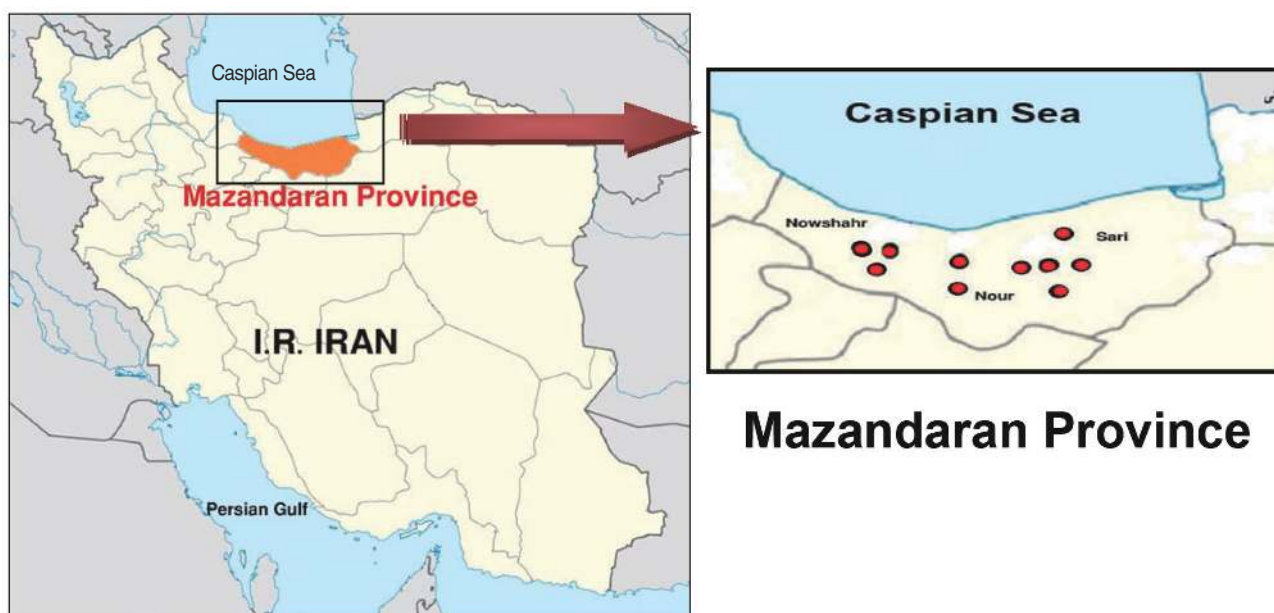 Caspian Sea
Mazandaran Province
I.R. IRAN
Persian Gulf
Caspian Sea
Nowshahr
Sari
Nour
Mazandaran Province